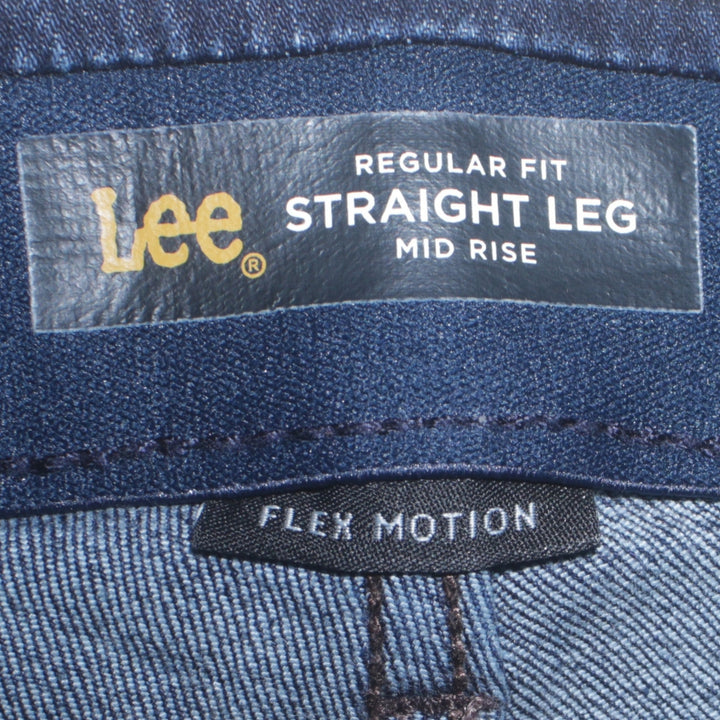 Lee®
REGULAR FIT
STRAIGHT LEG
MID RISE
FLEX MOTION